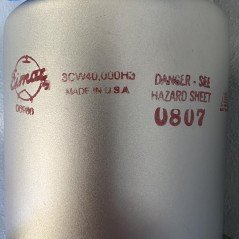 Eimac
3CW40,000H3
MADE IN U.S.A
DANGER - SEE
HAZARD SHEET
0807